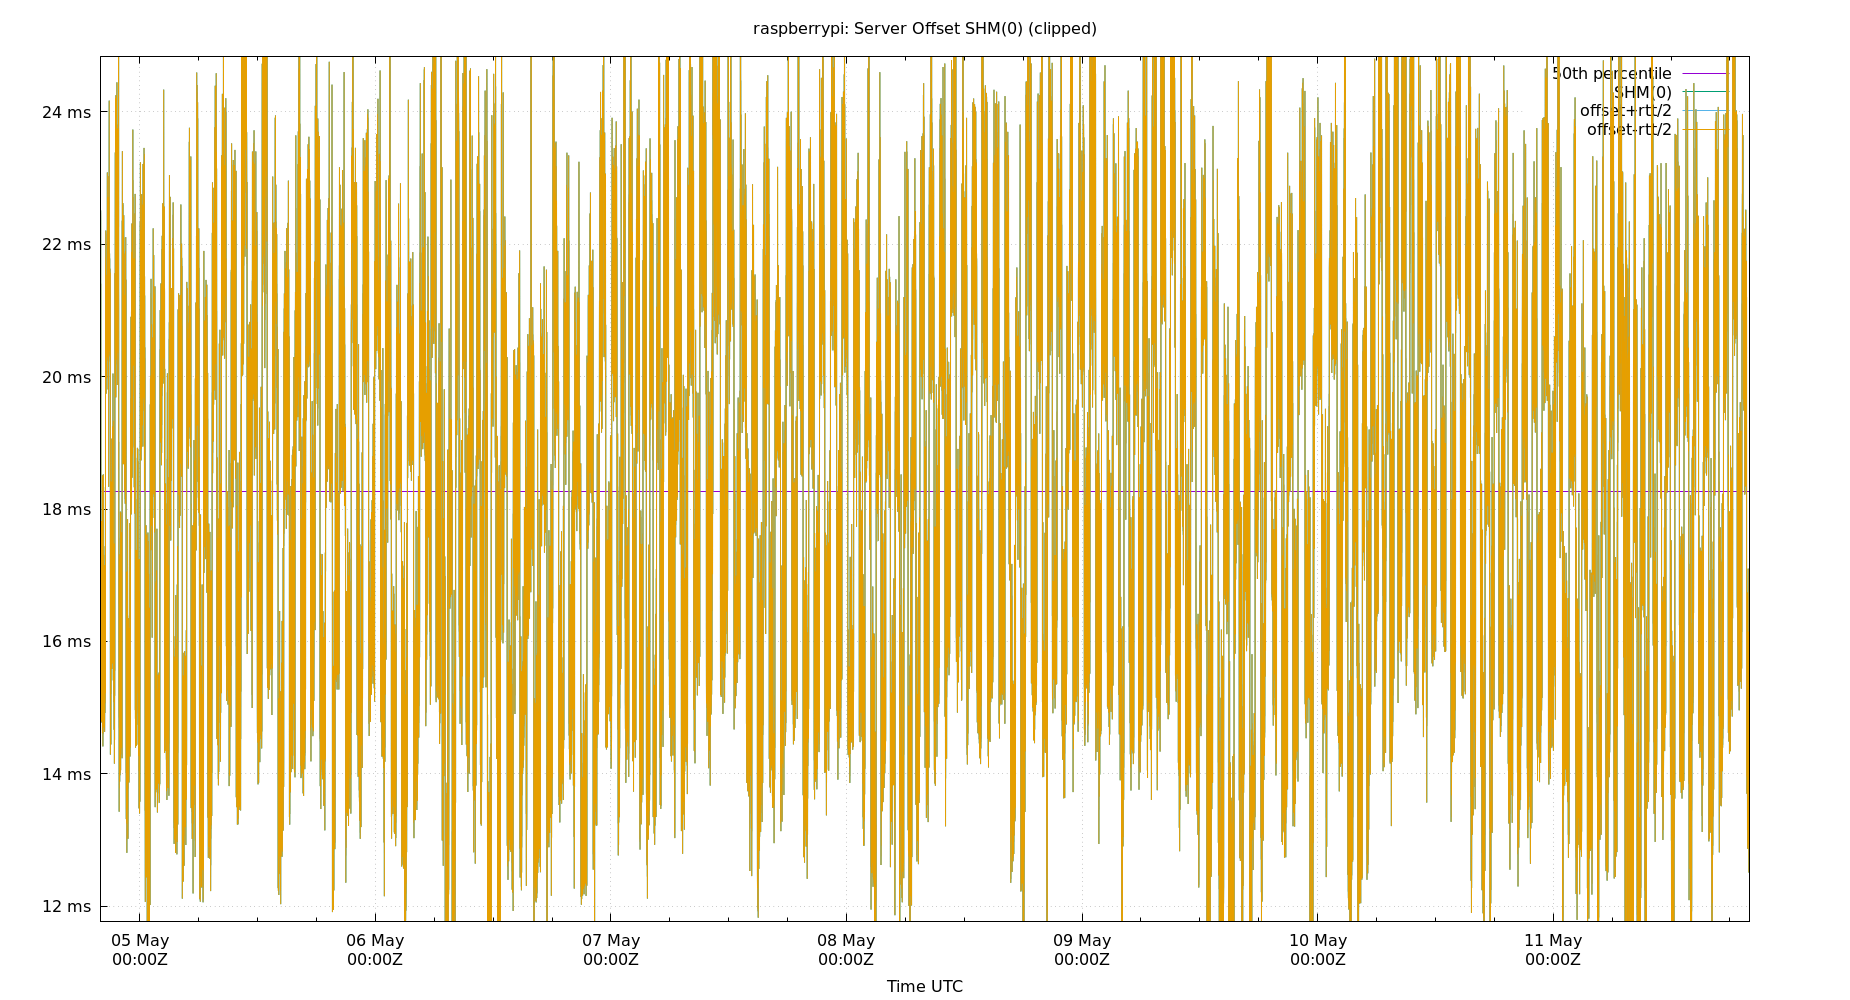 raspberrypi: Server Offset SHM(0) (clipped)
50th percentile
SHM(0)
offset+rtt/2
offset-rtt/2
24 ms
22 ms
20 ms
18 ms
16 ms
14 ms
12 ms
05 May 06 May 07 May 08 May 09 May 10 May 11 May
00:00Z 00:00Z 00:00Z 00:00Z 00:00Z 00:00Z 00:00Z
Time UTC